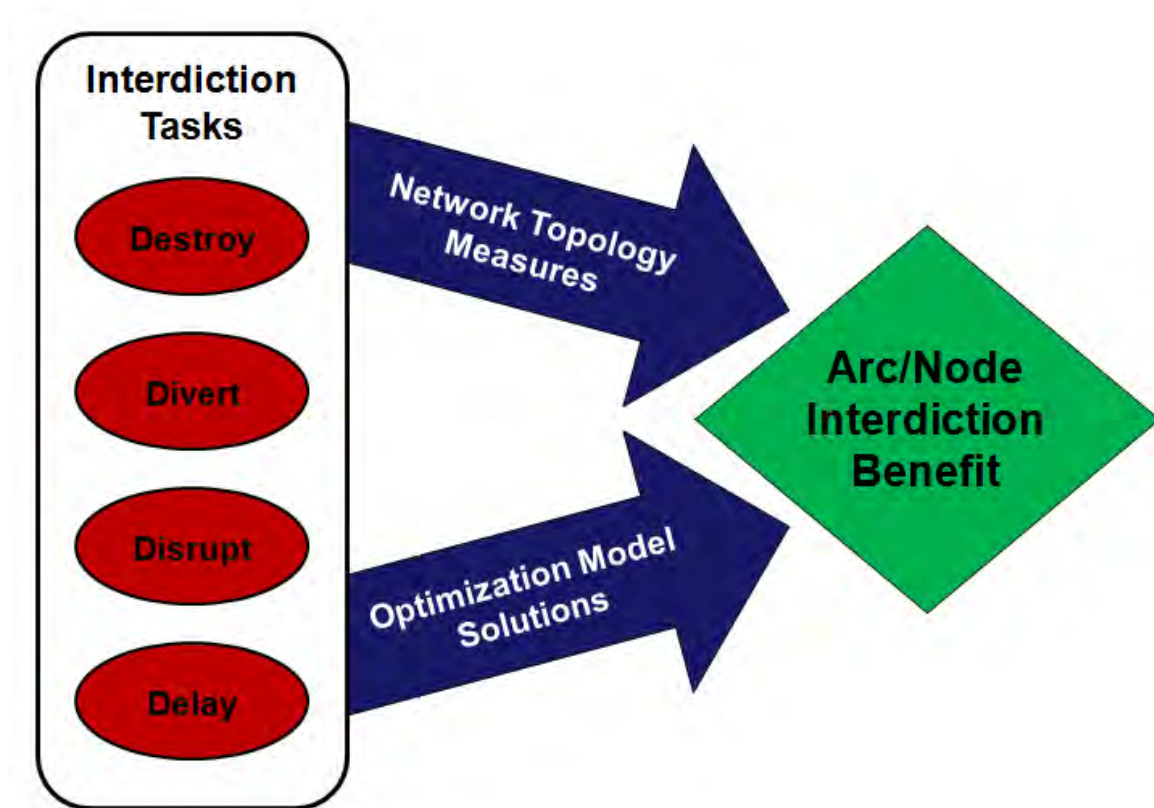 Interdiction
Tasks
Destroy
Divert
Disrupt
Delay
Network Topology
Measures
Optimization Model
Solutions
Arc/Node
Interdiction
Benefit